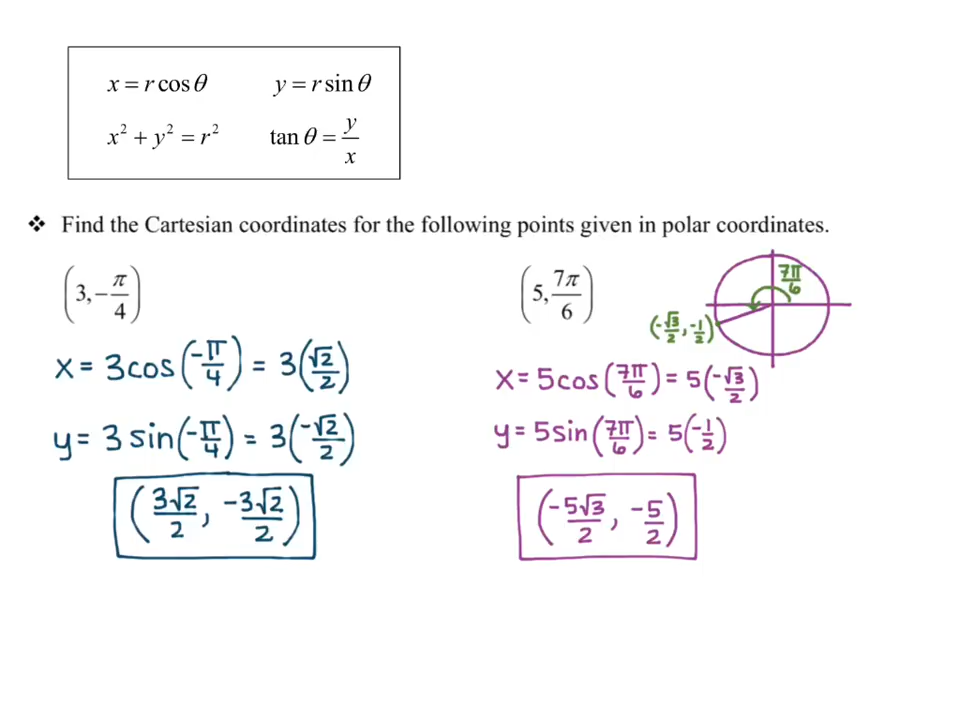 x = r cos θ    y = r sin θ
x² + y² = r²    tan θ = y/x
❖ Find the Cartesian coordinates for the following points given in polar coordinates.
(3, −π/4)
x = 3cos(-π/4) = 3(√2/2)
y = 3 sin(-π/4) = 3(-√2/2)
(3√2/2, -3√2/2)
(5, 7π/6)
7π/6
(-√3/2, -1/2)
x = 5cos(7π/6) = 5(-√3/2)
y = 5sin(7π/6) = 5(-1/2)
(-5√3/2, -5/2)